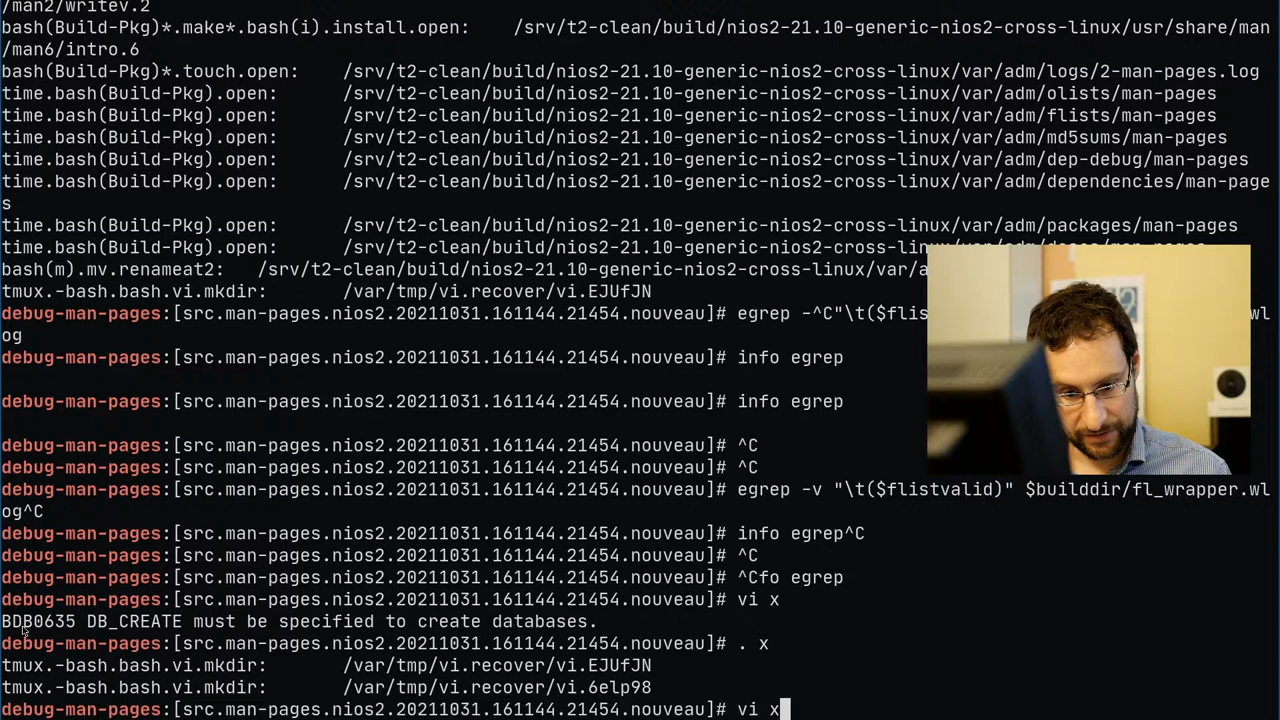 /man2/writev.2
bash(Build-Pkg)*.make*.bash(i).install.open:    /srv/t2-clean/build/nios2-21.10-generic-nios2-cross-linux/usr/share/man
/man6/intro.6
bash(Build-Pkg)*.touch.open:    /srv/t2-clean/build/nios2-21.10-generic-nios2-cross-linux/var/adm/logs/2-man-pages.log
time.bash(Build-Pkg).open:      /srv/t2-clean/build/nios2-21.10-generic-nios2-cross-linux/var/adm/olists/man-pages
time.bash(Build-Pkg).open:      /srv/t2-clean/build/nios2-21.10-generic-nios2-cross-linux/var/adm/flists/man-pages
time.bash(Build-Pkg).open:      /srv/t2-clean/build/nios2-21.10-generic-nios2-cross-linux/var/adm/md5sums/man-pages
time.bash(Build-Pkg).open:      /srv/t2-clean/build/nios2-21.10-generic-nios2-cross-linux/var/adm/dep-debug/man-pages
time.bash(Build-Pkg).open:      /srv/t2-clean/build/nios2-21.10-generic-nios2-cross-linux/var/adm/dependencies/man-page
s
time.bash(Build-Pkg).open:      /srv/t2-clean/build/nios2-21.10-generic-nios2-cross-linux/var/adm/packages/man-pages
time.bash(Build-Pkg).open:      /srv/t2-clean/build/nios2-21.10-generic-nios2-cross-linux/var/adm/
bash(m).mv.renameat2:   /srv/t2-clean/build/nios2-21.10-generic-nios2-cross-linux/var/a
tmux.-bash.bash.vi.mkdir:       /var/tmp/vi.recover/vi.EJUfJN
debug-man-pages:[src.man-pages.nios2.20211031.161144.21454.nouveau]# egrep -^C"\t($flis wl
og
debug-man-pages:[src.man-pages.nios2.20211031.161144.21454.nouveau]# info egrep
debug-man-pages:[src.man-pages.nios2.20211031.161144.21454.nouveau]# info egrep
debug-man-pages:[src.man-pages.nios2.20211031.161144.21454.nouveau]# ^C
debug-man-pages:[src.man-pages.nios2.20211031.161144.21454.nouveau]# ^C
debug-man-pages:[src.man-pages.nios2.20211031.161144.21454.nouveau]# egrep -v "\t($flistvalid)" $builddir/fl_wrapper.wl
og^C
debug-man-pages:[src.man-pages.nios2.20211031.161144.21454.nouveau]# info egrep^C
debug-man-pages:[src.man-pages.nios2.20211031.161144.21454.nouveau]# ^C
debug-man-pages:[src.man-pages.nios2.20211031.161144.21454.nouveau]# ^Cfo egrep
debug-man-pages:[src.man-pages.nios2.20211031.161144.21454.nouveau]# vi x
BDB0635 DB_CREATE must be specified to create databases.
debug-man-pages:[src.man-pages.nios2.20211031.161144.21454.nouveau]# . x
tmux.-bash.bash.vi.mkdir:       /var/tmp/vi.recover/vi.EJUfJN
tmux.-bash.bash.vi.mkdir:       /var/tmp/vi.recover/vi.6elp98
debug-man-pages:[src.man-pages.nios2.20211031.161144.21454.nouveau]# vi x